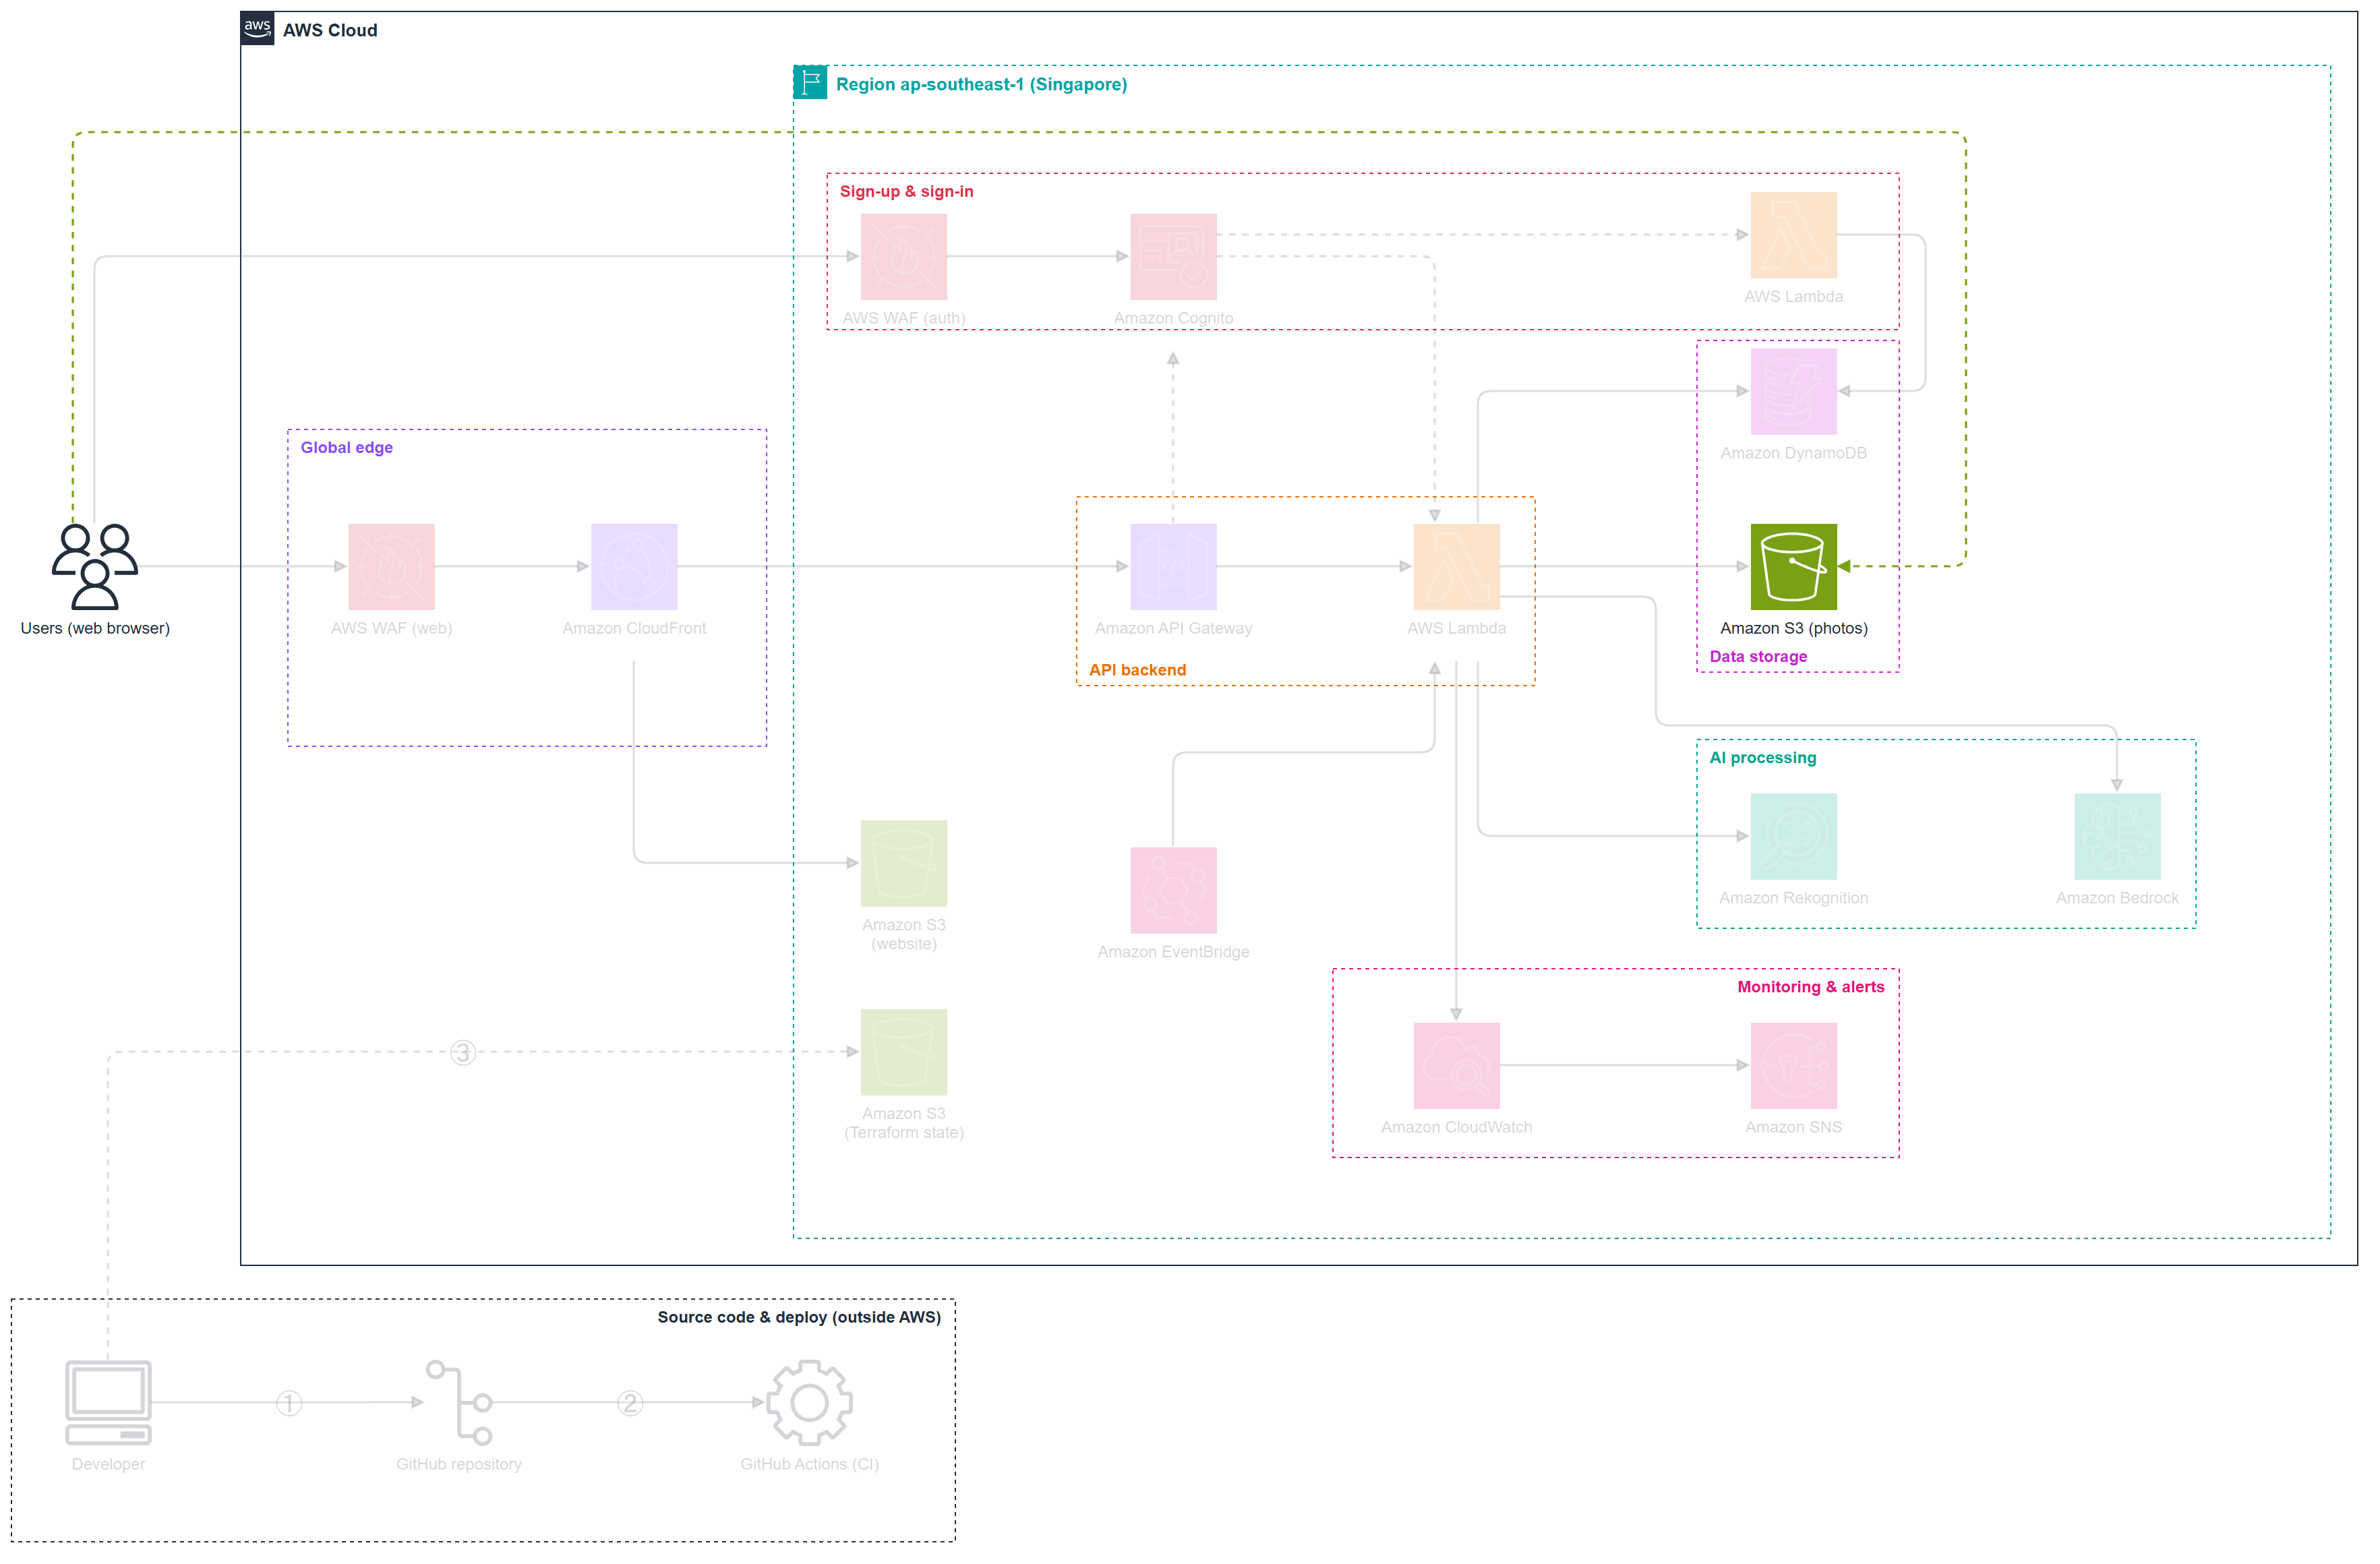 aws
AWS Cloud
Region ap-southeast-1 (Singapore)
Sign-up & sign-in
AWS WAF (auth)
Amazon Cognito
AWS Lambda
Global edge
Amazon DynamoDB
Users (web browser)
AWS WAF (web)
Amazon CloudFront
Amazon API Gateway
AWS Lambda
Amazon S3 (photos)
API backend
Data storage
AI processing
Amazon S3
(website)
Amazon EventBridge
Amazon Rekognition
Amazon Bedrock
Monitoring & alerts
③
Amazon S3
(Terraform state)
Amazon CloudWatch
Amazon SNS
Source code & deploy (outside AWS)
①
②
Developer
GitHub repository
GitHub Actions (CI)